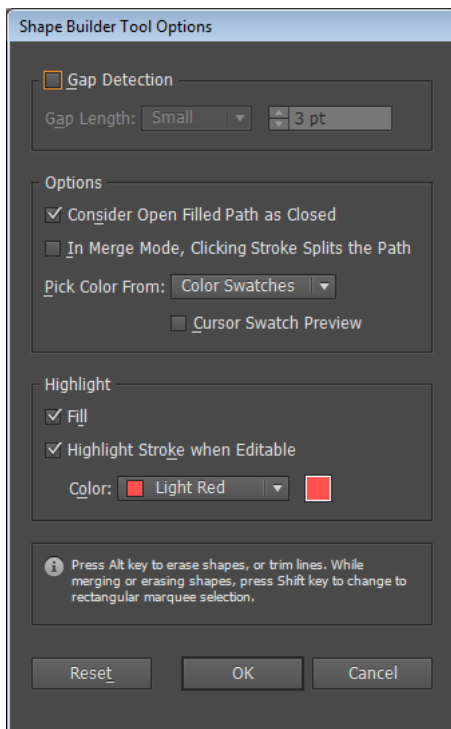 Shape Builder Tool Options
Gap Detection
Gap Length: Small 3 pt
Options
Consider Open Filled Path as Closed
In Merge Mode, Clicking Stroke Splits the Path
Pick Color From: Color Swatches
Cursor Swatch Preview
Highlight
Fill
Highlight Stroke when Editable
Color: Light Red
Press Alt key to erase shapes, or trim lines. While
merging or erasing shapes, press Shift key to change to
rectangular marquee selection.
Reset OK Cancel